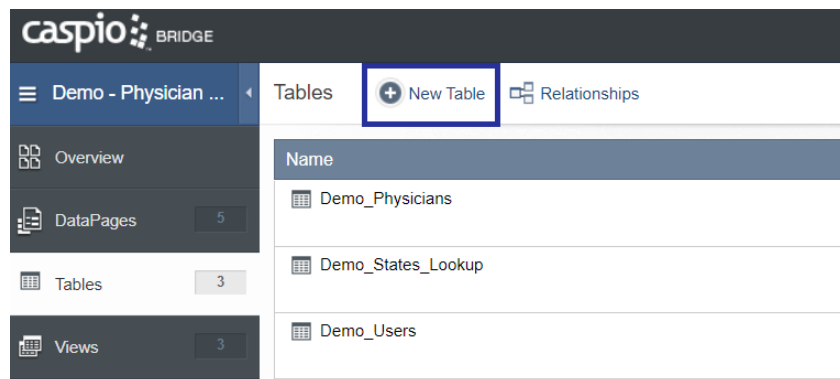 caspio BRIDGE
Demo - Physician ...
Tables New Table Relationships
Overview
Name
Demo_Physicians
DataPages 5
Demo_States_Lookup
Tables 3
Demo_Users
Views 3